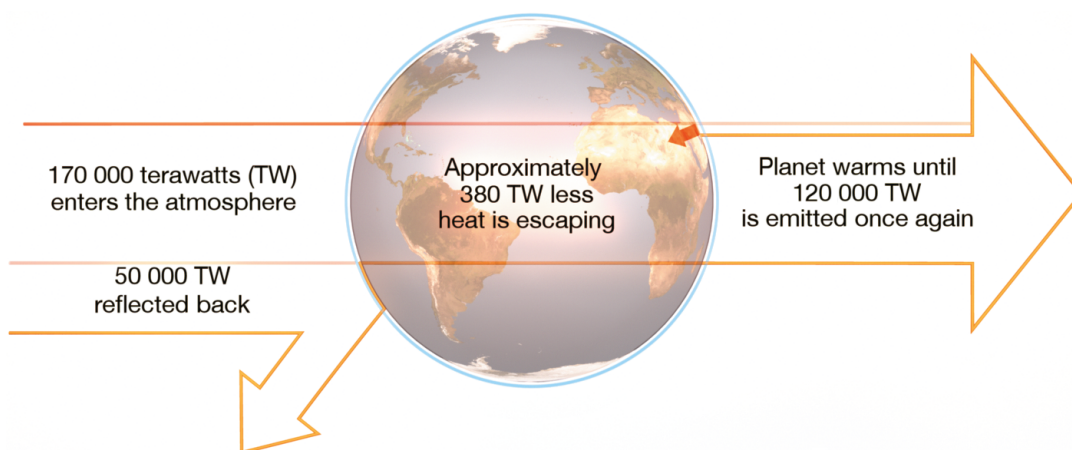 170 000 terawatts (TW)
enters the atmosphere
50 000 TW
reflected back
Approximately
380 TW less
heat is escaping
Planet warms until
120 000 TW
is emitted once again